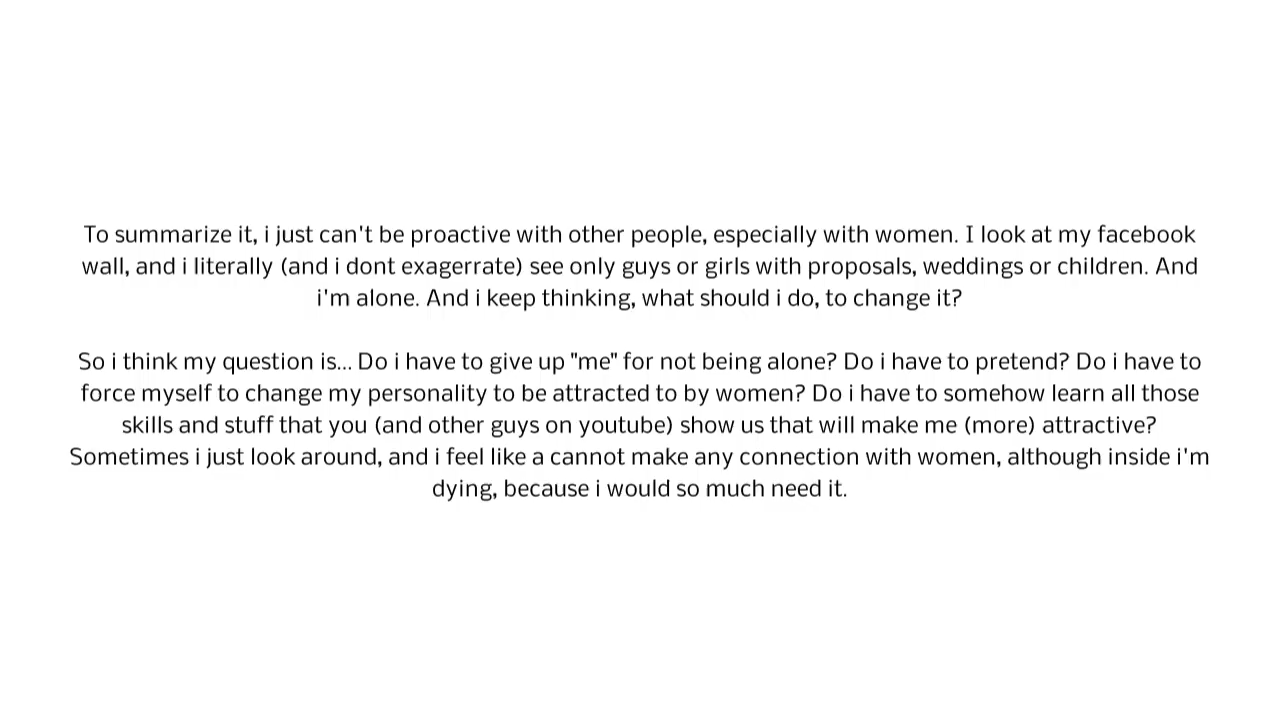 To summarize it, i just can't be proactive with other people, especially with women. I look at my facebook
wall, and i literally (and i dont exagerrate) see only guys or girls with proposals, weddings or children. And
i'm alone. And i keep thinking, what should i do, to change it?
So i think my question is... Do i have to give up "me" for not being alone? Do i have to pretend? Do i have to
force myself to change my personality to be attracted to by women? Do i have to somehow learn all those
skills and stuff that you (and other guys on youtube) show us that will make me (more) attractive?
Sometimes i just look around, and i feel like a cannot make any connection with women, although inside i'm
dying, because i would so much need it.